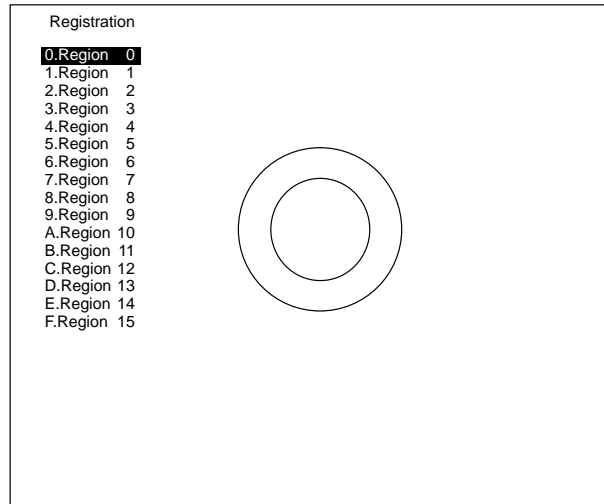 Registration
0.Region 0
1.Region 1
2.Region 2
3.Region 3
4.Region 4
5.Region 5
6.Region 6
7.Region 7
8.Region 8
9.Region 9
A.Region 10
B.Region 11
C.Region 12
D.Region 13
E.Region 14
F.Region 15